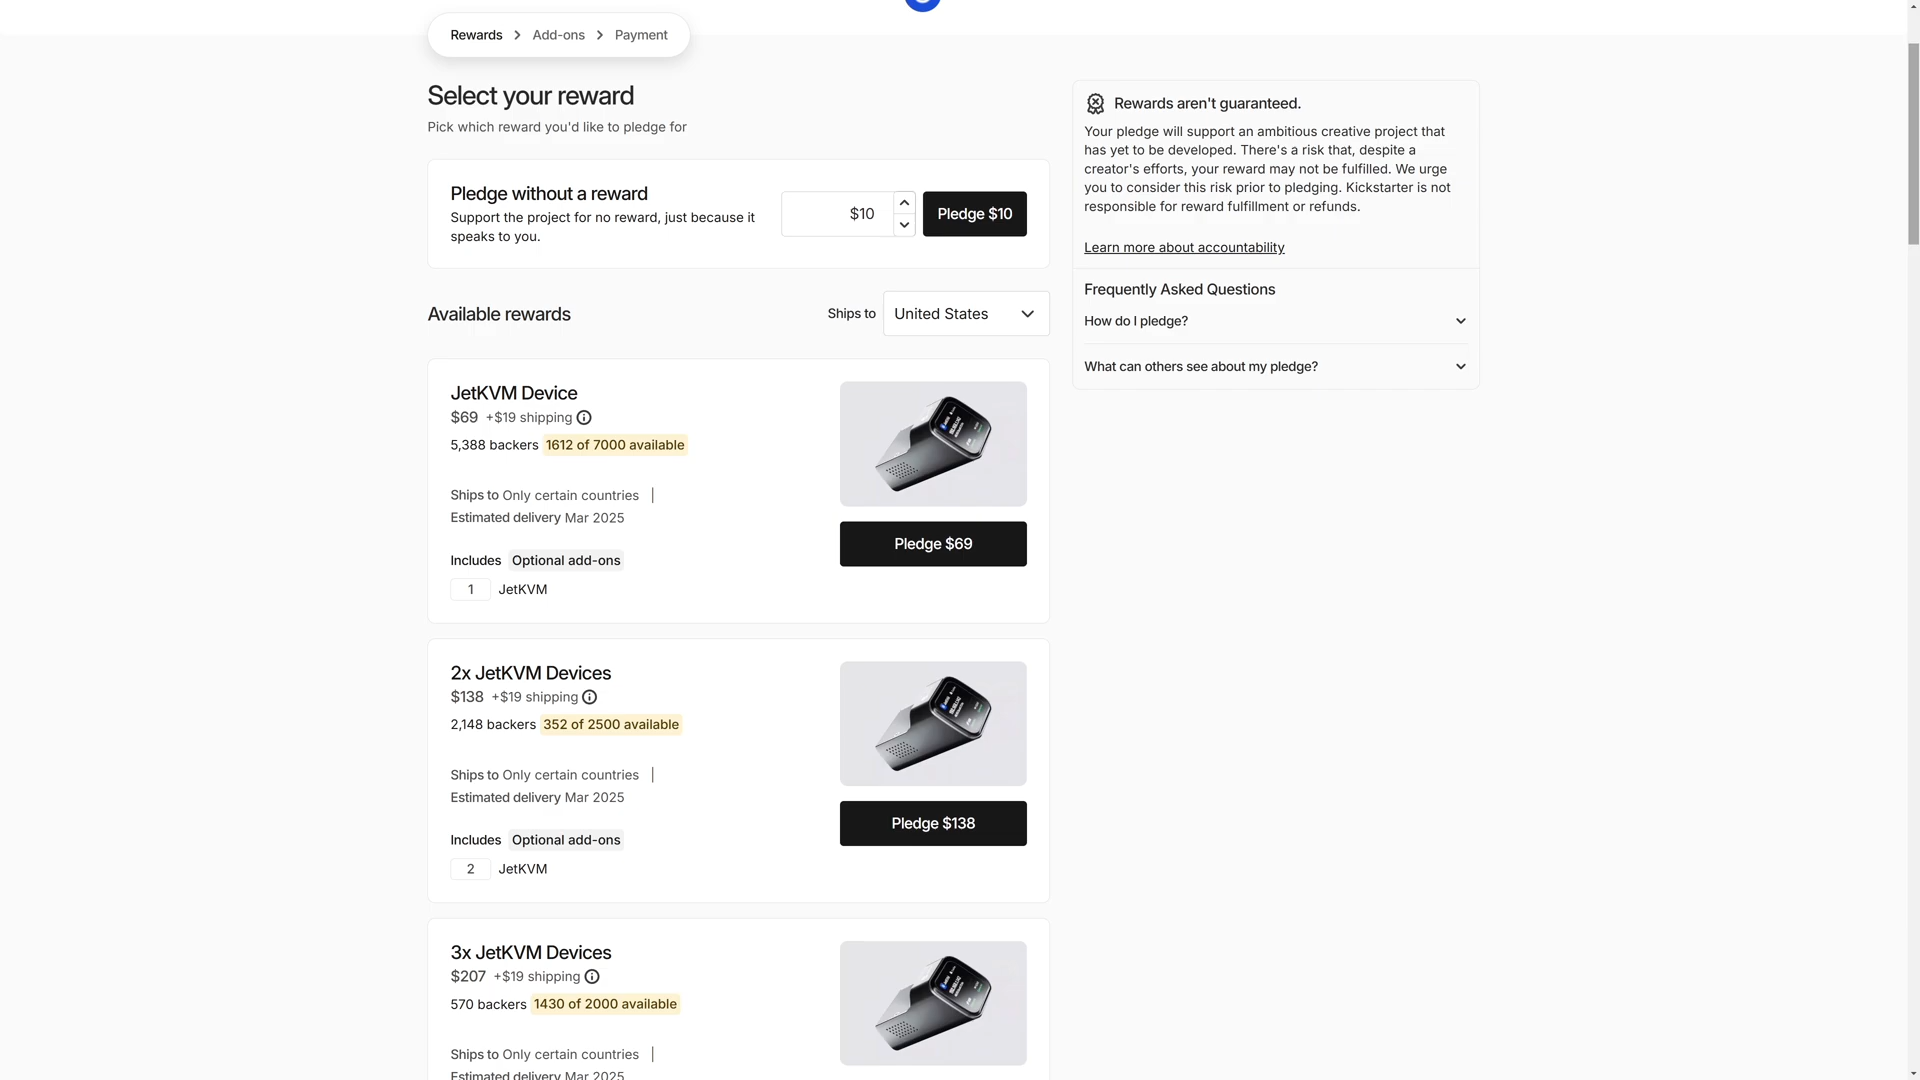 Rewards
Add-ons
Payment
Select your reward
Pick which reward you'd like to pledge for
Pledge without a reward
Support the project for no reward, just because it
speaks to you.
$10
Pledge $10
Available rewards
Ships to
United States
JetKVM Device
$69 +$19 shipping
5,388 backers 1612 of 7000 available
Ships to Only certain countries
Estimated delivery Mar 2025
Includes Optional add-ons
1 JetKVM
Pledge $69
2x JetKVM Devices
$138 +$19 shipping
2,148 backers 352 of 2500 available
Ships to Only certain countries
Estimated delivery Mar 2025
Includes Optional add-ons
2 JetKVM
Pledge $138
3x JetKVM Devices
$207 +$19 shipping
570 backers 1430 of 2000 available
Ships to Only certain countries
Estimated delivery Mar 2025
Rewards aren't guaranteed.
Your pledge will support an ambitious creative project that
has yet to be developed. There's a risk that, despite a
creator's efforts, your reward may not be fulfilled. We urge
you to consider this risk prior to pledging. Kickstarter is not
responsible for reward fulfillment or refunds.
Learn more about accountability
Frequently Asked Questions
How do I pledge?
What can others see about my pledge?